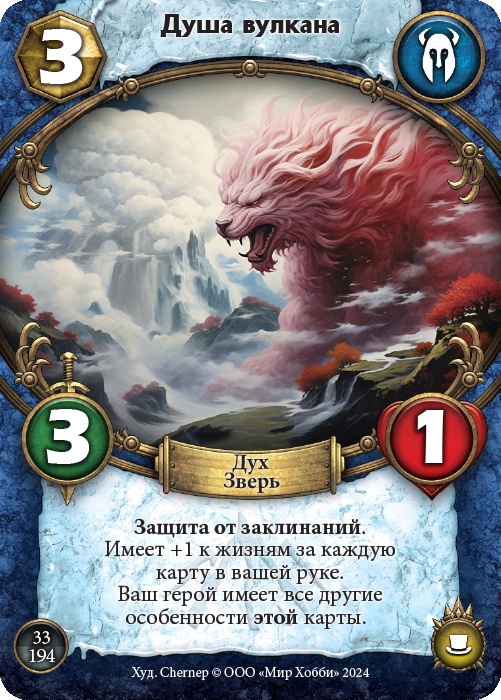 Душа вулкана
3
3
1
Дух
Зверь
Защита от заклинаний.
Имеет +1 к жизням за каждую
карту в вашей руке.
Ваш герой имеет все другие
особенности этой карты.
33
194
Худ. Chernep © ООО «Мир Хобби» 2024